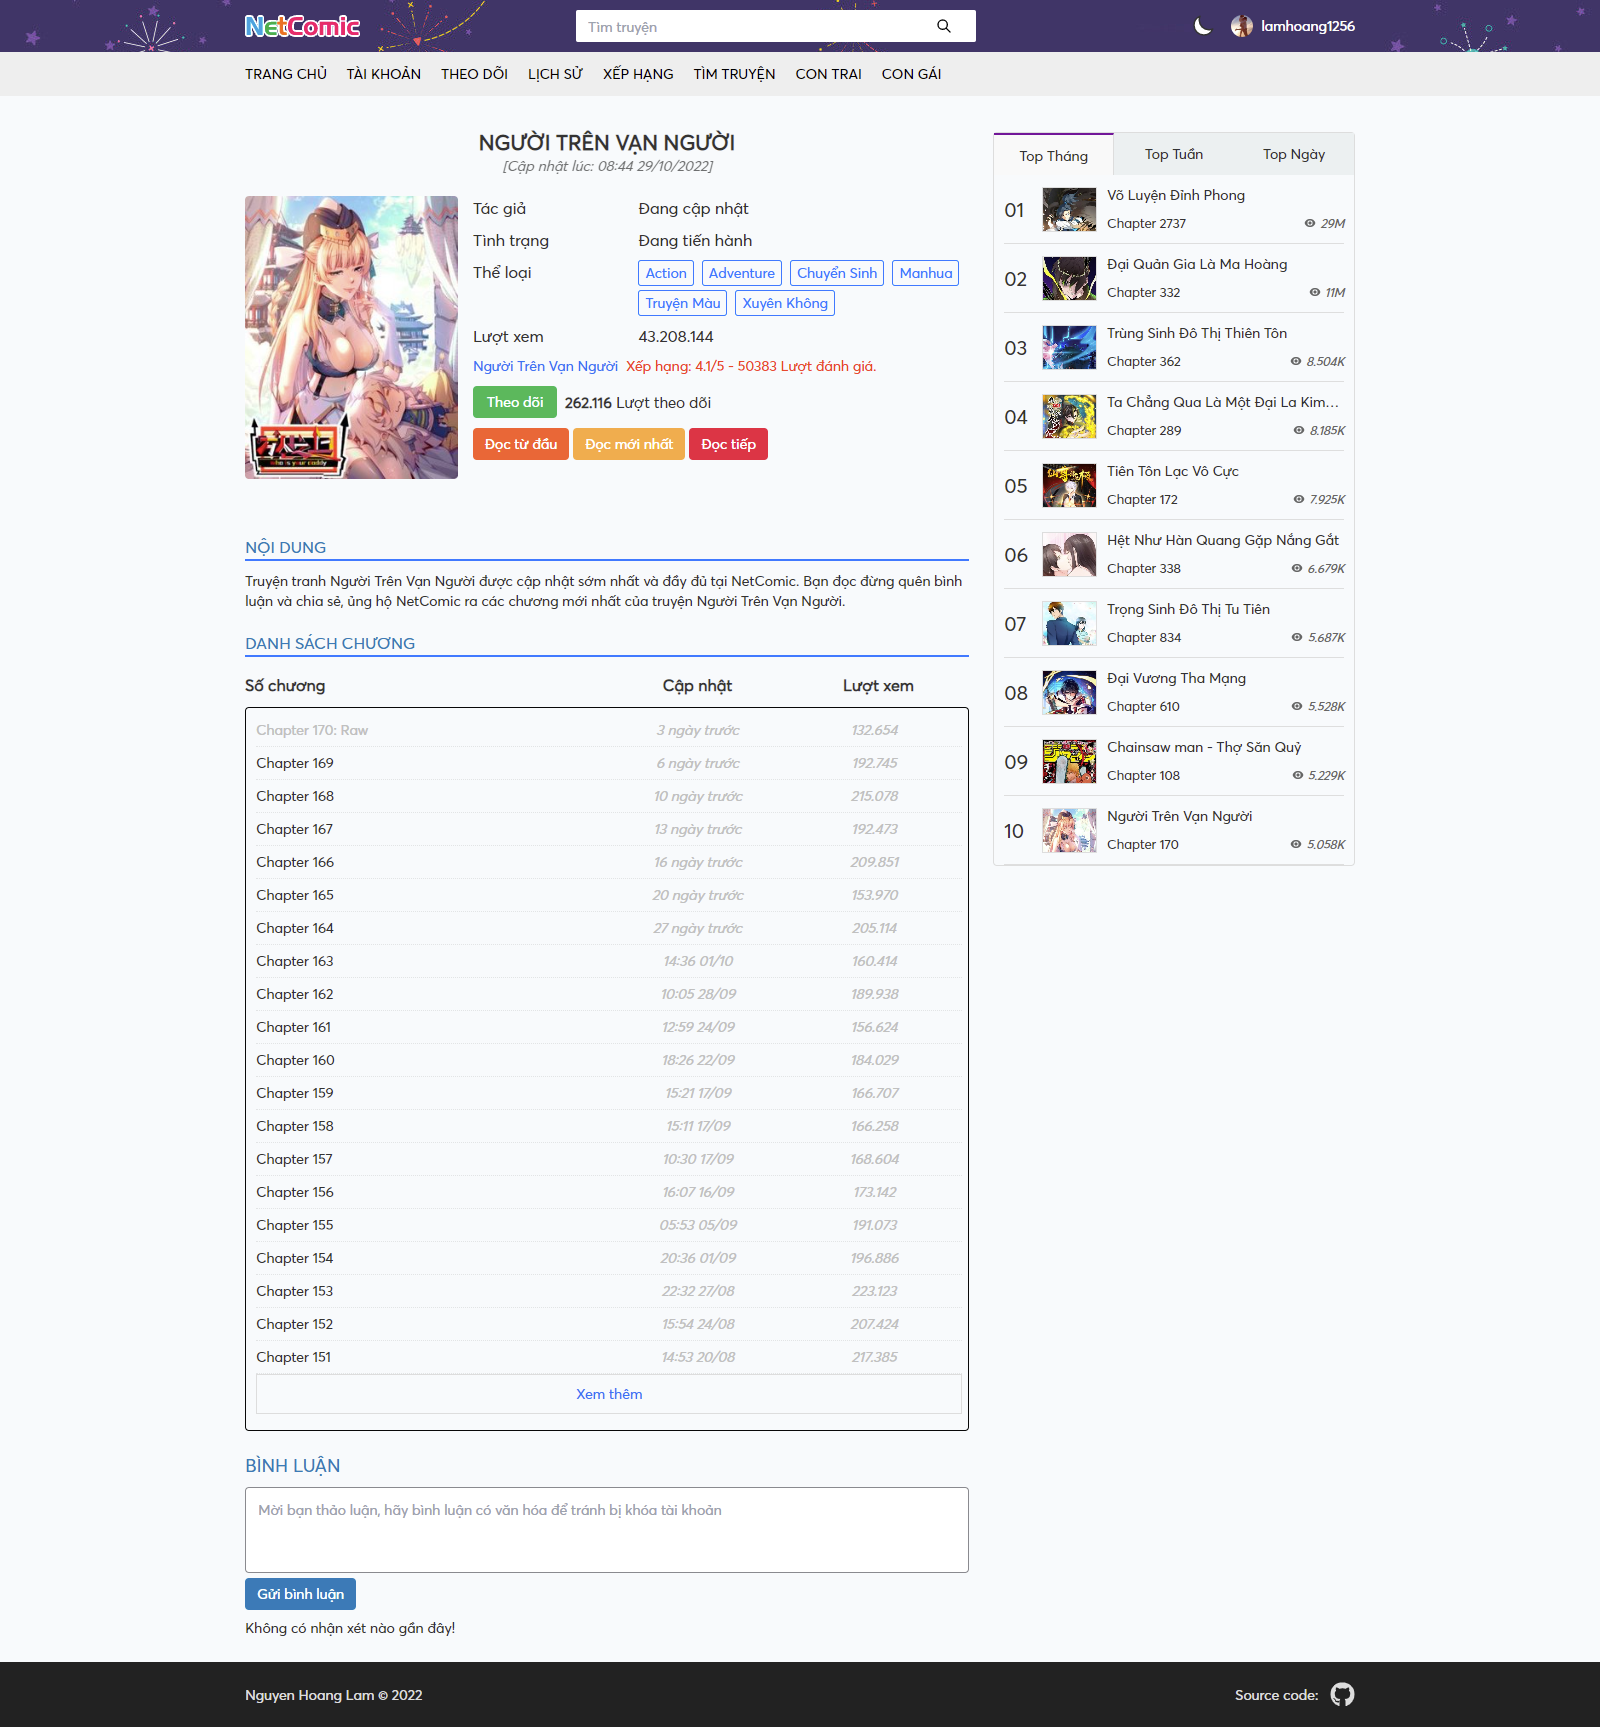 NetComic
Tìm truyện
lamhoang1256
TRANG CHỦ TÀI KHOẢN THEO DÕI LỊCH SỬ XẾP HẠNG TÌM TRUYỆN CON TRAI CON GÁI
NGƯỜI TRÊN VẠN NGƯỜI
[Cập nhật lúc: 08:44 29/10/2022]
Tác giả Đang cập nhật
Tình trạng Đang tiến hành
Thể loại Action Adventure Chuyển Sinh Manhua
Truyện Màu Xuyên Không
Lượt xem 43.208.144
Người Trên Vạn Người Xếp hạng: 4.1/5 - 50383 Lượt đánh giá.
Theo dõi 262.116 Lượt theo dõi
Đọc từ đầu Đọc mới nhất Đọc tiếp
who is your daddy
NỘI DUNG
Truyện tranh Người Trên Vạn Người được cập nhật sớm nhất và đầy đủ tại NetComic. Bạn đọc đừng quên bình
luận và chia sẻ, ủng hộ NetComic ra các chương mới nhất của truyện Người Trên Vạn Người.
DANH SÁCH CHƯƠNG
Số chương Cập nhật Lượt xem
Chapter 170: Raw 3 ngày trước 132.654
Chapter 169 6 ngày trước 192.745
Chapter 168 10 ngày trước 215.078
Chapter 167 13 ngày trước 192.473
Chapter 166 16 ngày trước 209.851
Chapter 165 20 ngày trước 153.970
Chapter 164 27 ngày trước 205.114
Chapter 163 14:36 01/10 160.414
Chapter 162 10:05 28/09 189.938
Chapter 161 12:59 24/09 156.624
Chapter 160 18:26 22/09 184.029
Chapter 159 15:21 17/09 166.707
Chapter 158 15:11 17/09 166.258
Chapter 157 10:30 17/09 168.604
Chapter 156 16:07 16/09 173.142
Chapter 155 05:53 05/09 191.073
Chapter 154 20:36 01/09 196.886
Chapter 153 22:32 27/08 223.123
Chapter 152 15:54 24/08 207.424
Chapter 151 14:53 20/08 217.385
Xem thêm
BÌNH LUẬN
Mời bạn thảo luận, hãy bình luận có văn hóa để tránh bị khóa tài khoản
Gửi bình luận
Không có nhận xét nào gần đây!
Top Tháng Top Tuần Top Ngày
01 Võ Luyện Đỉnh Phong
Chapter 2737 29M
02 Đại Quản Gia Là Ma Hoàng
Chapter 332 11M
03 Trùng Sinh Đô Thị Thiên Tôn
Chapter 362 8.504K
04 Ta Chẳng Qua Là Một Đại La Kim...
Chapter 289 8.185K
05 Tiên Tôn Lạc Vô Cực
Chapter 172 7.925K
06 Hệt Như Hàn Quang Gặp Nắng Gắt
Chapter 338 6.679K
07 Trọng Sinh Đô Thị Tu Tiên
Chapter 834 5.687K
08 Đại Vương Tha Mạng
Chapter 610 5.528K
09 Chainsaw man - Thợ Săn Quỷ
Chapter 108 5.229K
10 Người Trên Vạn Người
Chapter 170 5.058K
Nguyen Hoang Lam © 2022
Source code: